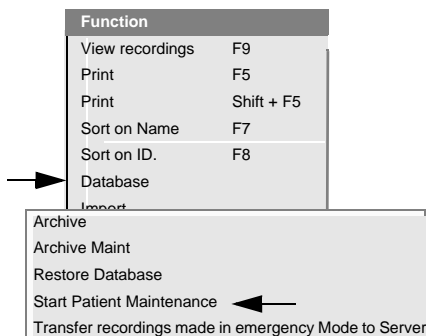 Function
View recordings F9
Print F5
Print Shift + F5
Sort on Name F7
Sort on ID. F8
Database
Import
Archive
Archive Maint
Restore Database
Start Patient Maintenance
Transfer recordings made in emergency Mode to Server